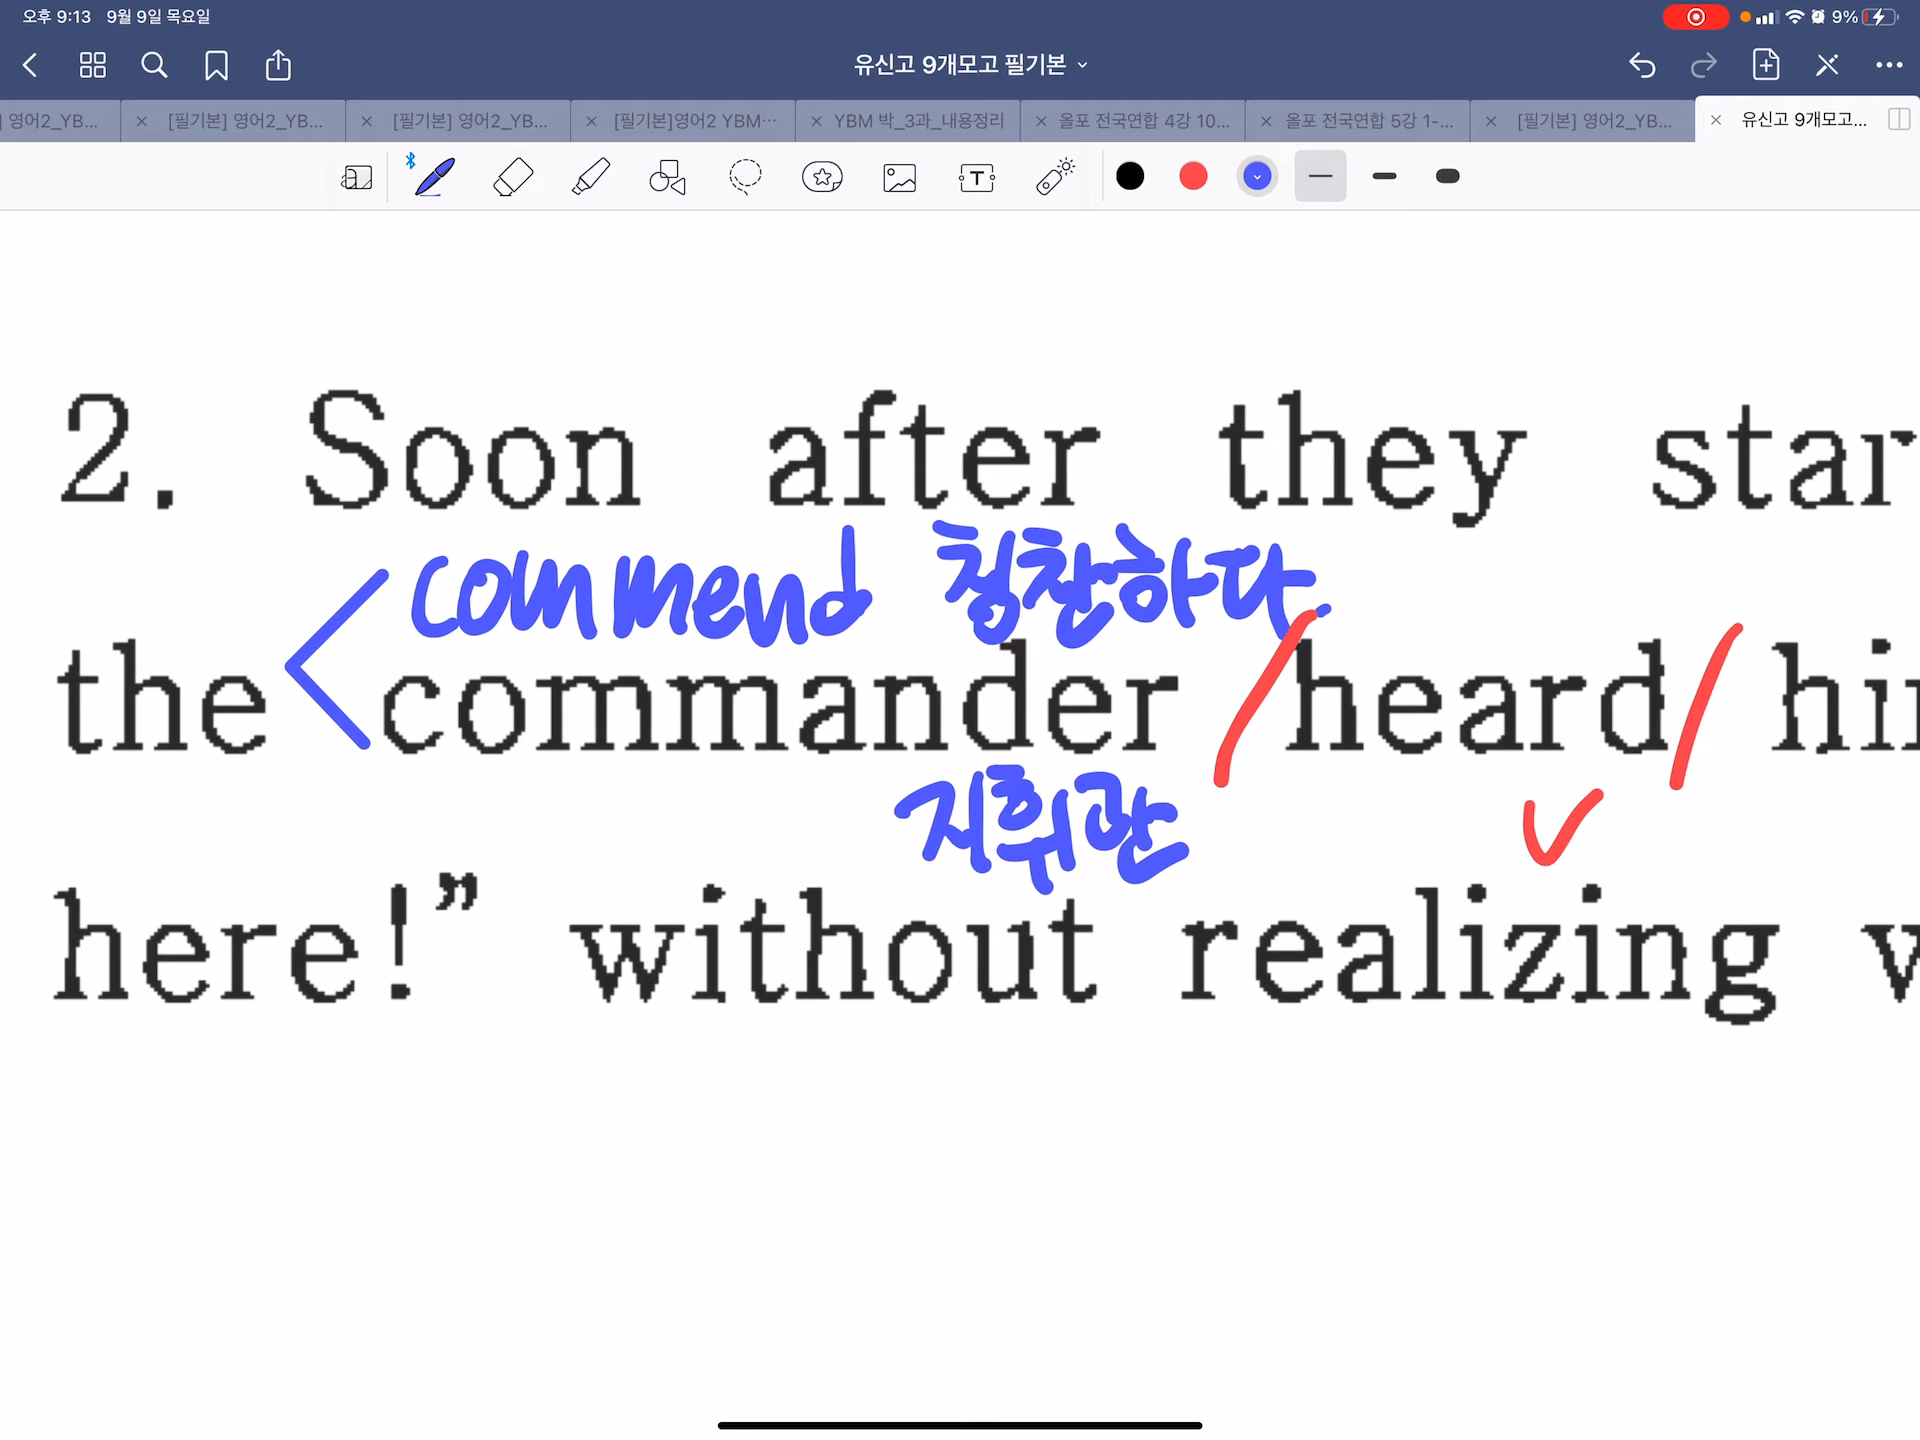 오후 9:13 9월 9일 목요일 9%
유신고 9개모고 필기본
영어2_YB... [필기본] 영어2_YB... [필기본] 영어2_YB... [필기본]영어2 YBM... YBM 박_3과_내용정리 올포 전국연합 4강 10... 올포 전국연합 5강 1-... [필기본] 영어2_YB... 유신고 9개모고...
2. Soon after they star
commend 칭찬하다.
the commander heard hi
지휘관
here!” without realizing